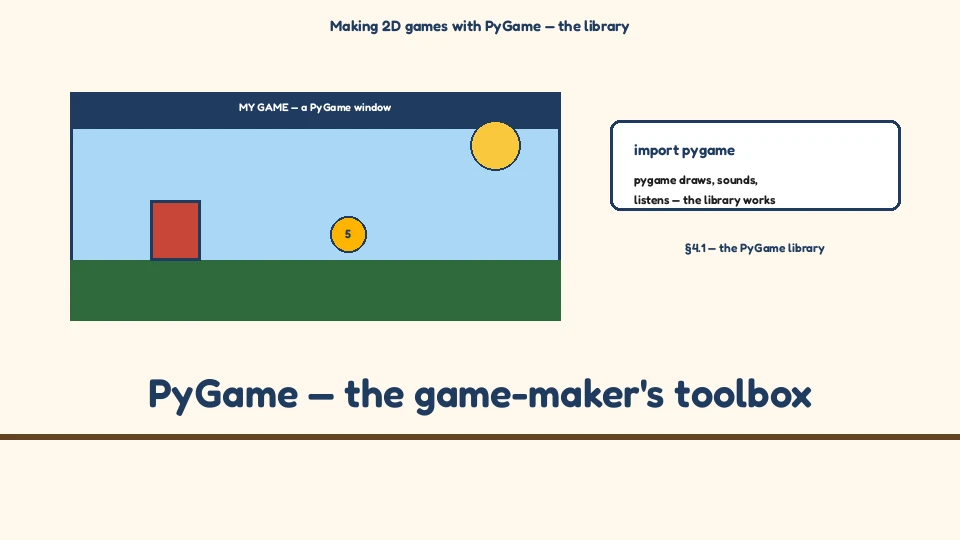 Making 2D games with PyGame — the library
MY GAME — a PyGame window
5
import pygame
pygame draws, sounds,
listens — the library works
§4.1 — the PyGame library
PyGame — the game-maker's toolbox